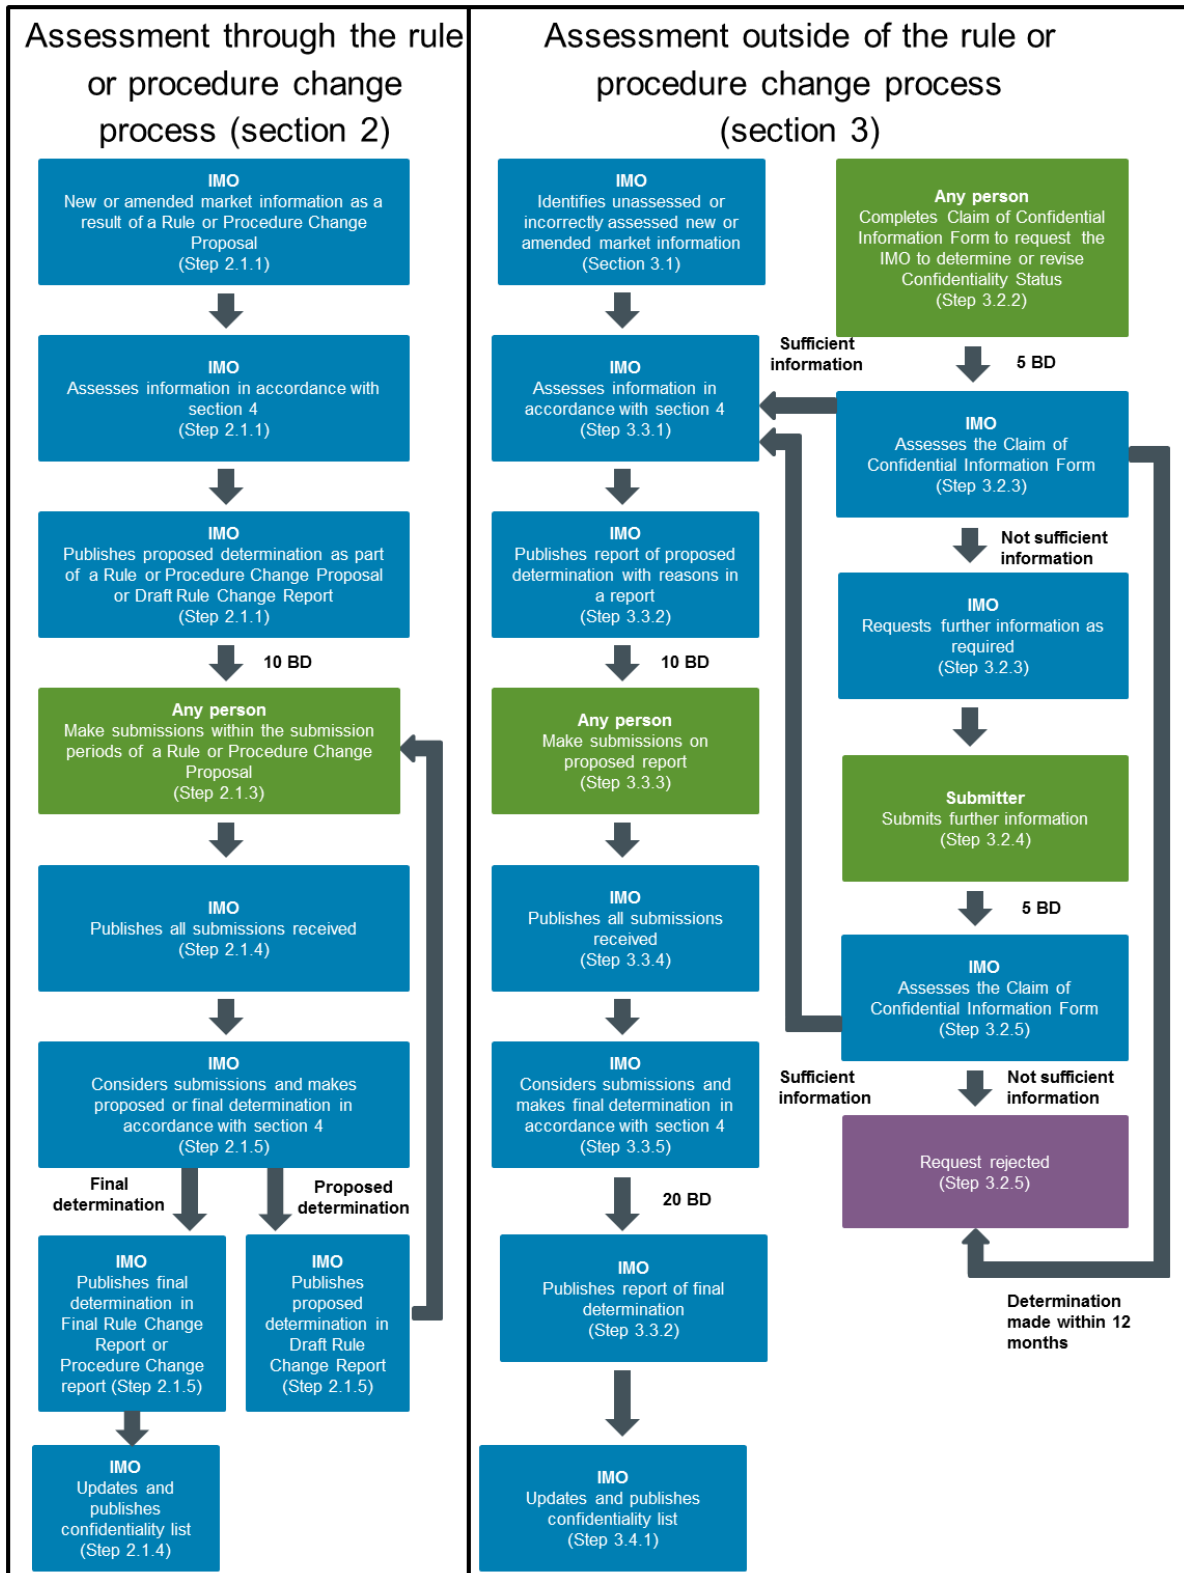 Assessment through the rule
or procedure change
process (section 2)
IMO
New or amended market information as a
result of a Rule or Procedure Change
Proposal
(Step 2.1.1)
IMO
Assesses information in accordance with
section 4
(Step 2.1.1)
IMO
Publishes proposed determination as part
of a Rule or Procedure Change Proposal
or Draft Rule Change Report
(Step 2.1.1)
10 BD
Any person
Make submissions within the submission
periods of a Rule or Procedure Change
Proposal
(Step 2.1.3)
IMO
Publishes all submissions received
(Step 2.1.4)
IMO
Considers submissions and makes
proposed or final determination in
accordance with section 4
(Step 2.1.5)
Final
determination
Proposed
determination
IMO
Publishes final
determination in
Final Rule Change
Report or
Procedure Change
report (Step 2.1.5)
IMO
Publishes
proposed
determination in
Draft Rule
Change Report
(Step 2.1.5)
IMO
Updates and
publishes
confidentiality list
(Step 2.1.4)
Assessment outside of the rule or
procedure change process
(section 3)
IMO
Identifies unassessed or
incorrectly assessed new or
amended market information
(Section 3.1)
IMO
Assesses information in
accordance with section 4
(Step 3.3.1)
IMO
Publishes report of proposed
determination with reasons in
a report
(Step 3.3.2)
10 BD
Any person
Make submissions on
proposed report
(Step 3.3.3)
IMO
Publishes all submissions
received
(Step 3.3.4)
IMO
Considers submissions and
makes final determination in
accordance with section 4
(Step 3.3.5)
20 BD
IMO
Publishes report of final
determination
(Step 3.3.2)
IMO
Updates and publishes
confidentiality list
(Step 3.4.1)
Any person
Completes Claim of Confidential
Information Form to request the
IMO to determine or revise
Confidentiality Status
(Step 3.2.2)
Sufficient
information
5 BD
IMO
Assesses the Claim of
Confidential Information Form
(Step 3.2.3)
Not sufficient
information
IMO
Requests further information as
required
(Step 3.2.3)
Submitter
Submits further information
(Step 3.2.4)
5 BD
IMO
Assesses the Claim of
Confidential Information Form
(Step 3.2.5)
Sufficient
information
Not sufficient
information
Request rejected
(Step 3.2.5)
Determination
made within 12
months